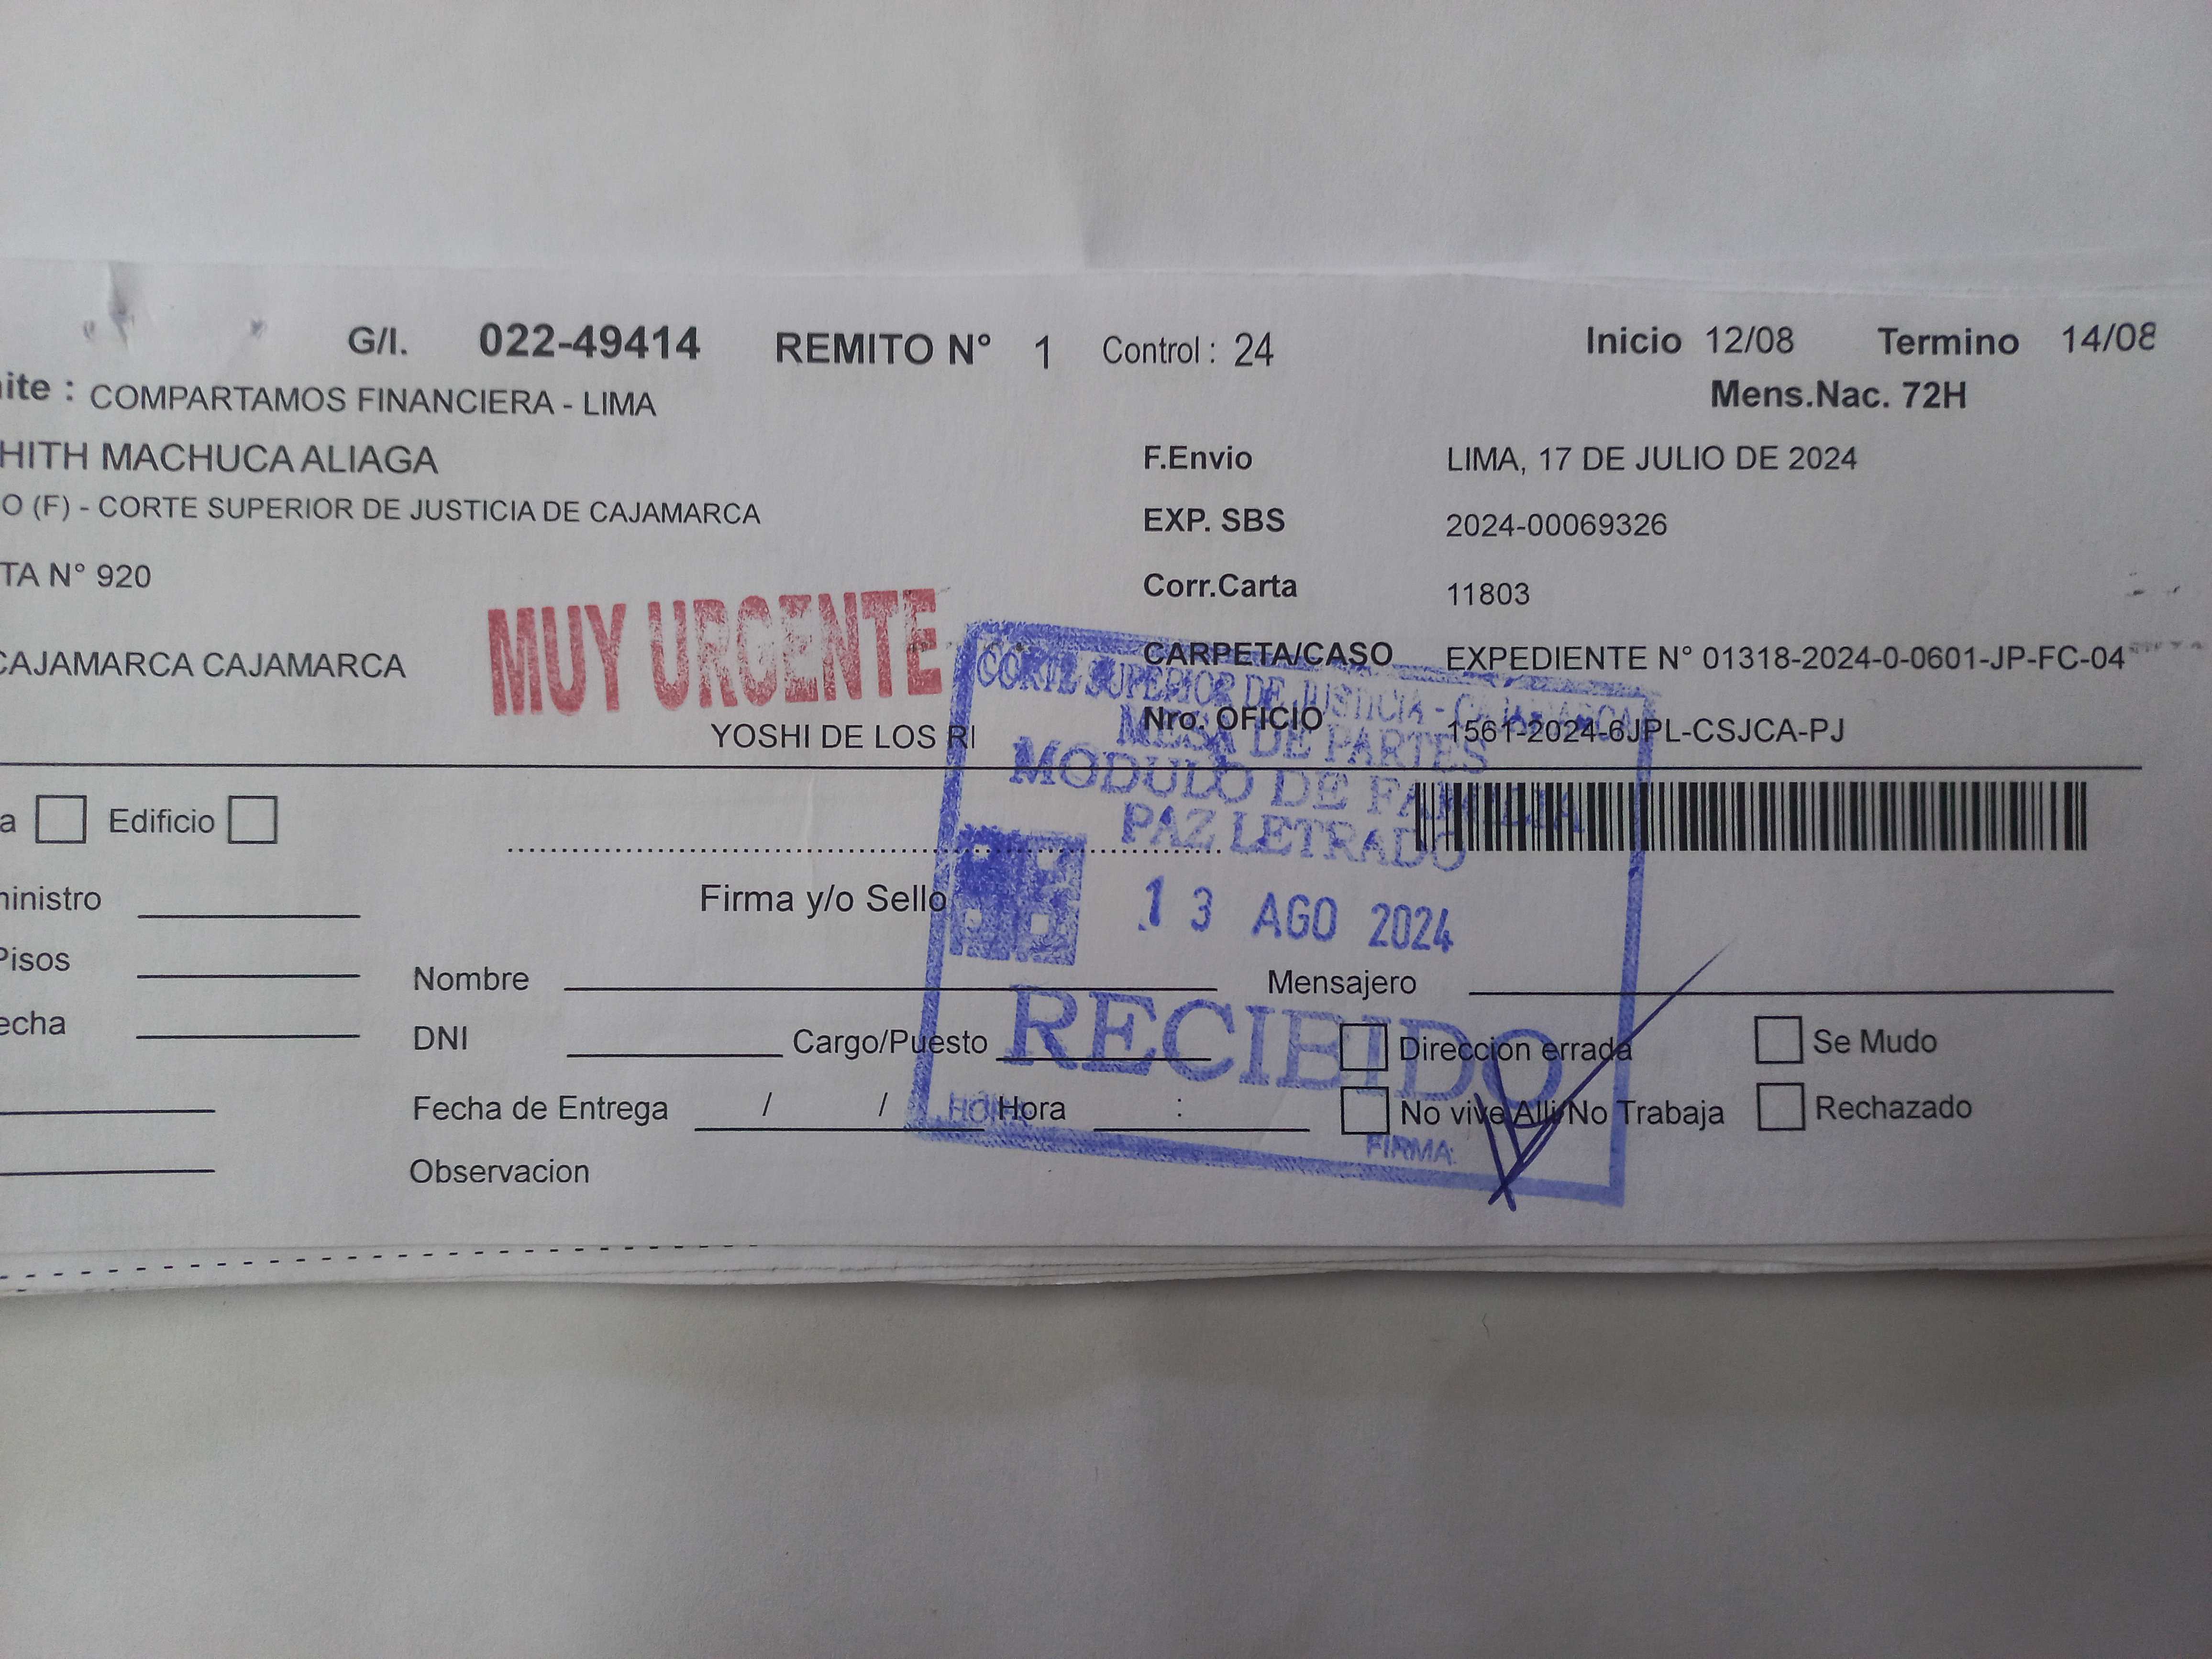 G/I. 022-49414 REMITO N° 1 Control : 24 Inicio 12/08 Termino 14/08
ite : COMPARTAMOS FINANCIERA - LIMA Mens.Nac. 72H
HITH MACHUCA ALIAGA F.Envio LIMA, 17 DE JULIO DE 2024
O (F) - CORTE SUPERIOR DE JUSTICIA DE CAJAMARCA EXP. SBS 2024-00069326
TA N° 920 Corr.Carta 11803
MUY URGENTE
CAJAMARCA CAJAMARCA CARPETA/CASO EXPEDIENTE N° 01318-2024-0-0601-JP-FC-04
YOSHI DE LOS RI Nro. OFICIO 1561-2024-6JPL-CSJCA-PJ
CORTE SUPERIOR DE JUSTICIA - CAJAMARCA
MESA DE PARTES
MODULO DE FAMILIA
PAZ LETRADO
13 AGO 2024
RECIBIDO
HORA
FIRMA:
a Edificio
ministro Firma y/o Sello
Pisos Nombre Mensajero
echa DNI Cargo/Puesto Direccion errada Se Mudo
Fecha de Entrega / / Hora : No vive Alli/No Trabaja Rechazado
Observacion